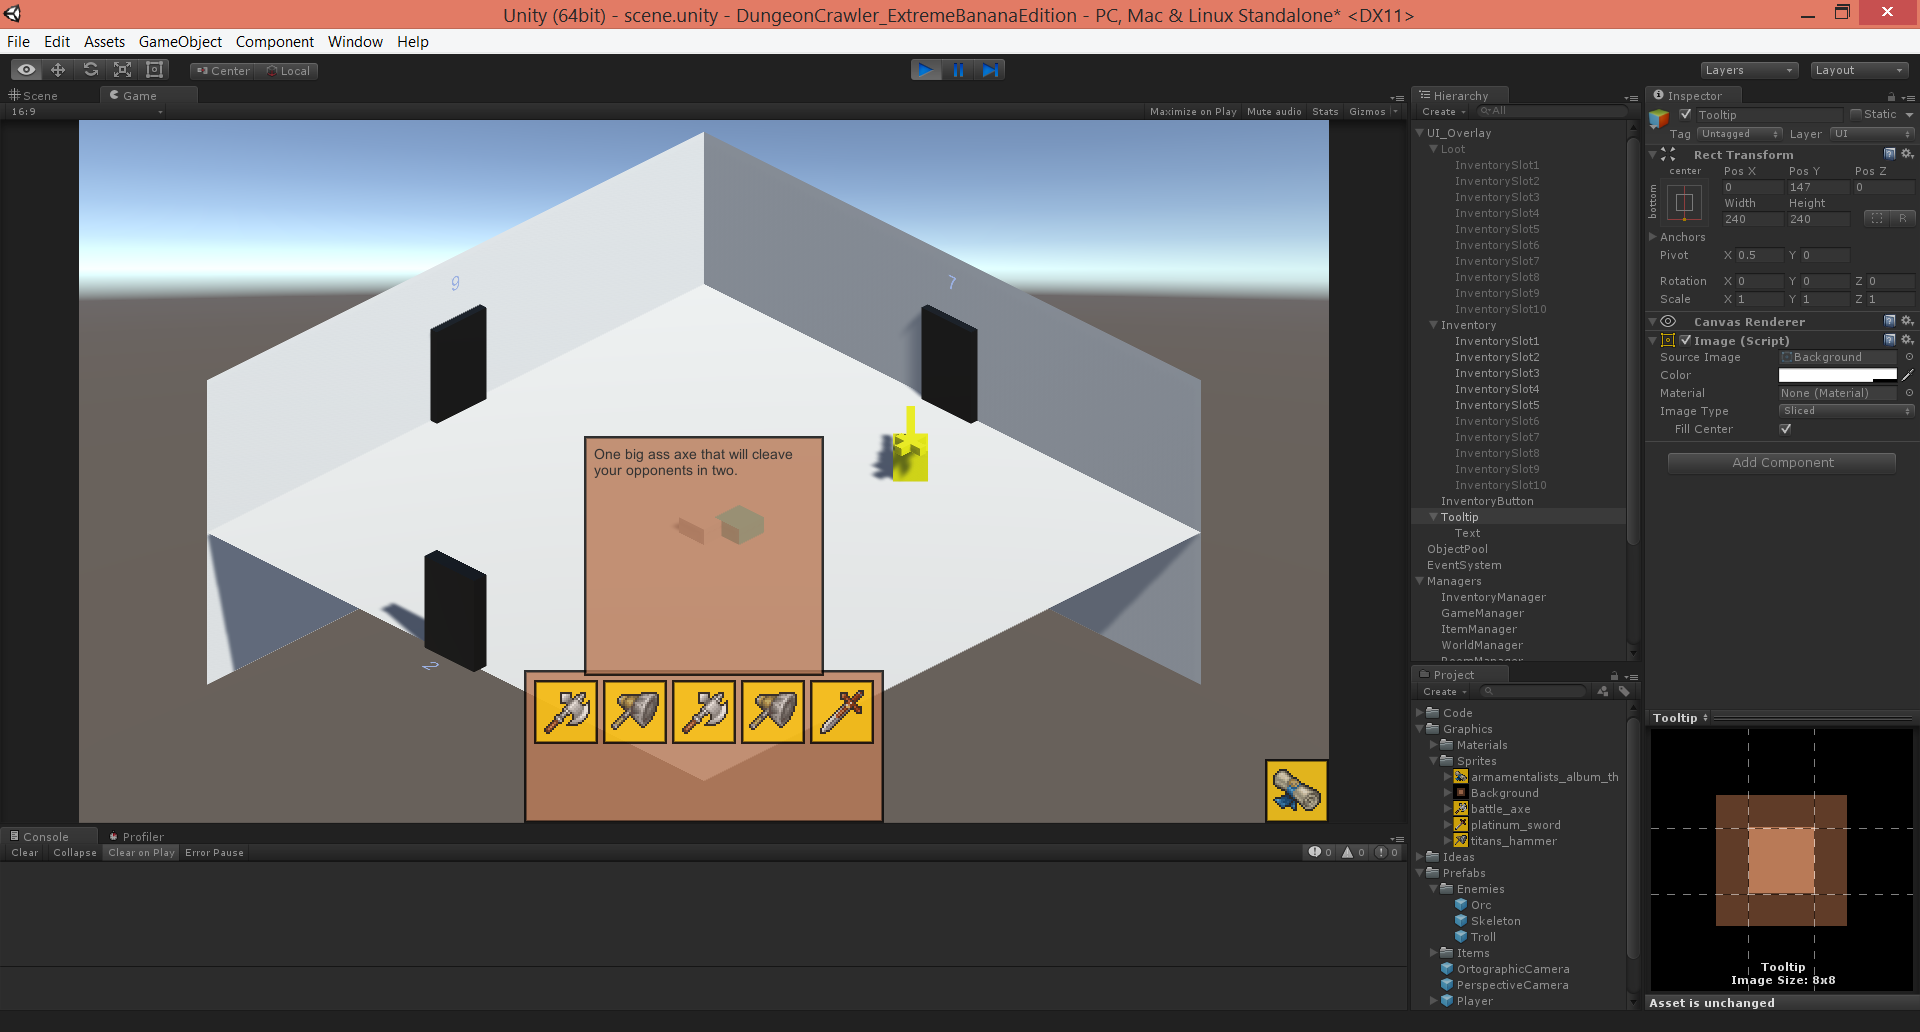 Unity (64bit) - scene.unity - DungeonCrawler_ExtremeBananaEdition - PC, Mac & Linux Standalone* <DX11>
File Edit Assets GameObject Component Window Help
Center Local
Layers Layout
Scene Game
16:9 Maximize on Play Mute audio Stats Gizmos
9
7
2
One big ass axe that will cleave
your opponents in two.
Console Profiler
Clear Collapse Clear on Play Error Pause 0 0 0
Hierarchy
Create All
UI_Overlay
Loot
InventorySlot1
InventorySlot2
InventorySlot3
InventorySlot4
InventorySlot5
InventorySlot6
InventorySlot7
InventorySlot8
InventorySlot9
InventorySlot10
Inventory
InventorySlot1
InventorySlot2
InventorySlot3
InventorySlot4
InventorySlot5
InventorySlot6
InventorySlot7
InventorySlot8
InventorySlot9
InventorySlot10
InventoryButton
Tooltip
Text
ObjectPool
EventSystem
Managers
InventoryManager
GameManager
ItemManager
WorldManager
RoomManager
Project
Create
Code
Graphics
Materials
Sprites
armamentalists_album_th
Background
battle_axe
platinum_sword
titans_hammer
Ideas
Prefabs
Enemies
Orc
Skeleton
Troll
Items
OrtographicCamera
PerspectiveCamera
Player
Inspector
Tooltip Static
Tag Untagged Layer UI
Rect Transform
center Pos X Pos Y Pos Z
bottom 0 147 0
Width Height
240 240 R
Anchors
Pivot X 0.5 Y 0
Rotation X 0 Y 0 Z 0
Scale X 1 Y 1 Z 1
Canvas Renderer
Image (Script)
Source Image Background
Color
Material None (Material)
Image Type Sliced
Fill Center
Add Component
Tooltip
Tooltip
Image Size: 8x8
Asset is unchanged